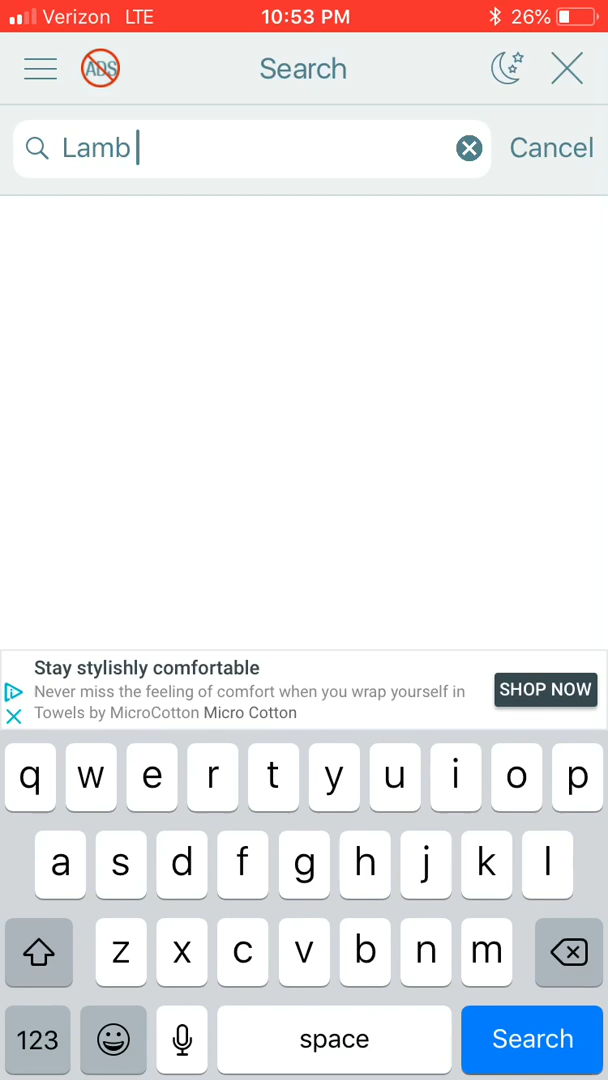 Verizon LTE 10:53 PM 26%
ADS Search
Lamb Cancel
Stay stylishly comfortable
Never miss the feeling of comfort when you wrap yourself in
Towels by MicroCotton Micro Cotton
SHOP NOW
q w e r t y u i o p
a s d f g h j k l
z x c v b n m
123 space Search